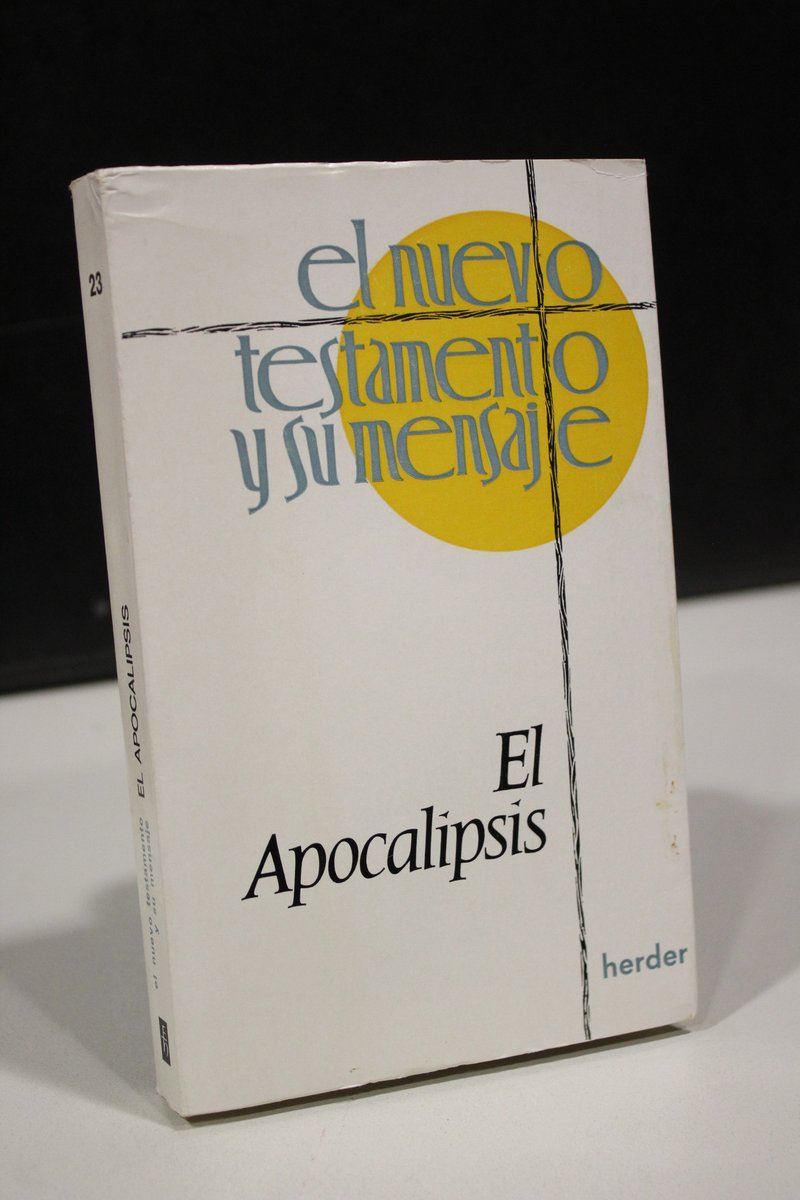 el nuevo
testamento
y su mensaje
El
Apocalipsis
herder
23
EL APOCALIPSIS
el nuevo testamento
y su mensaje